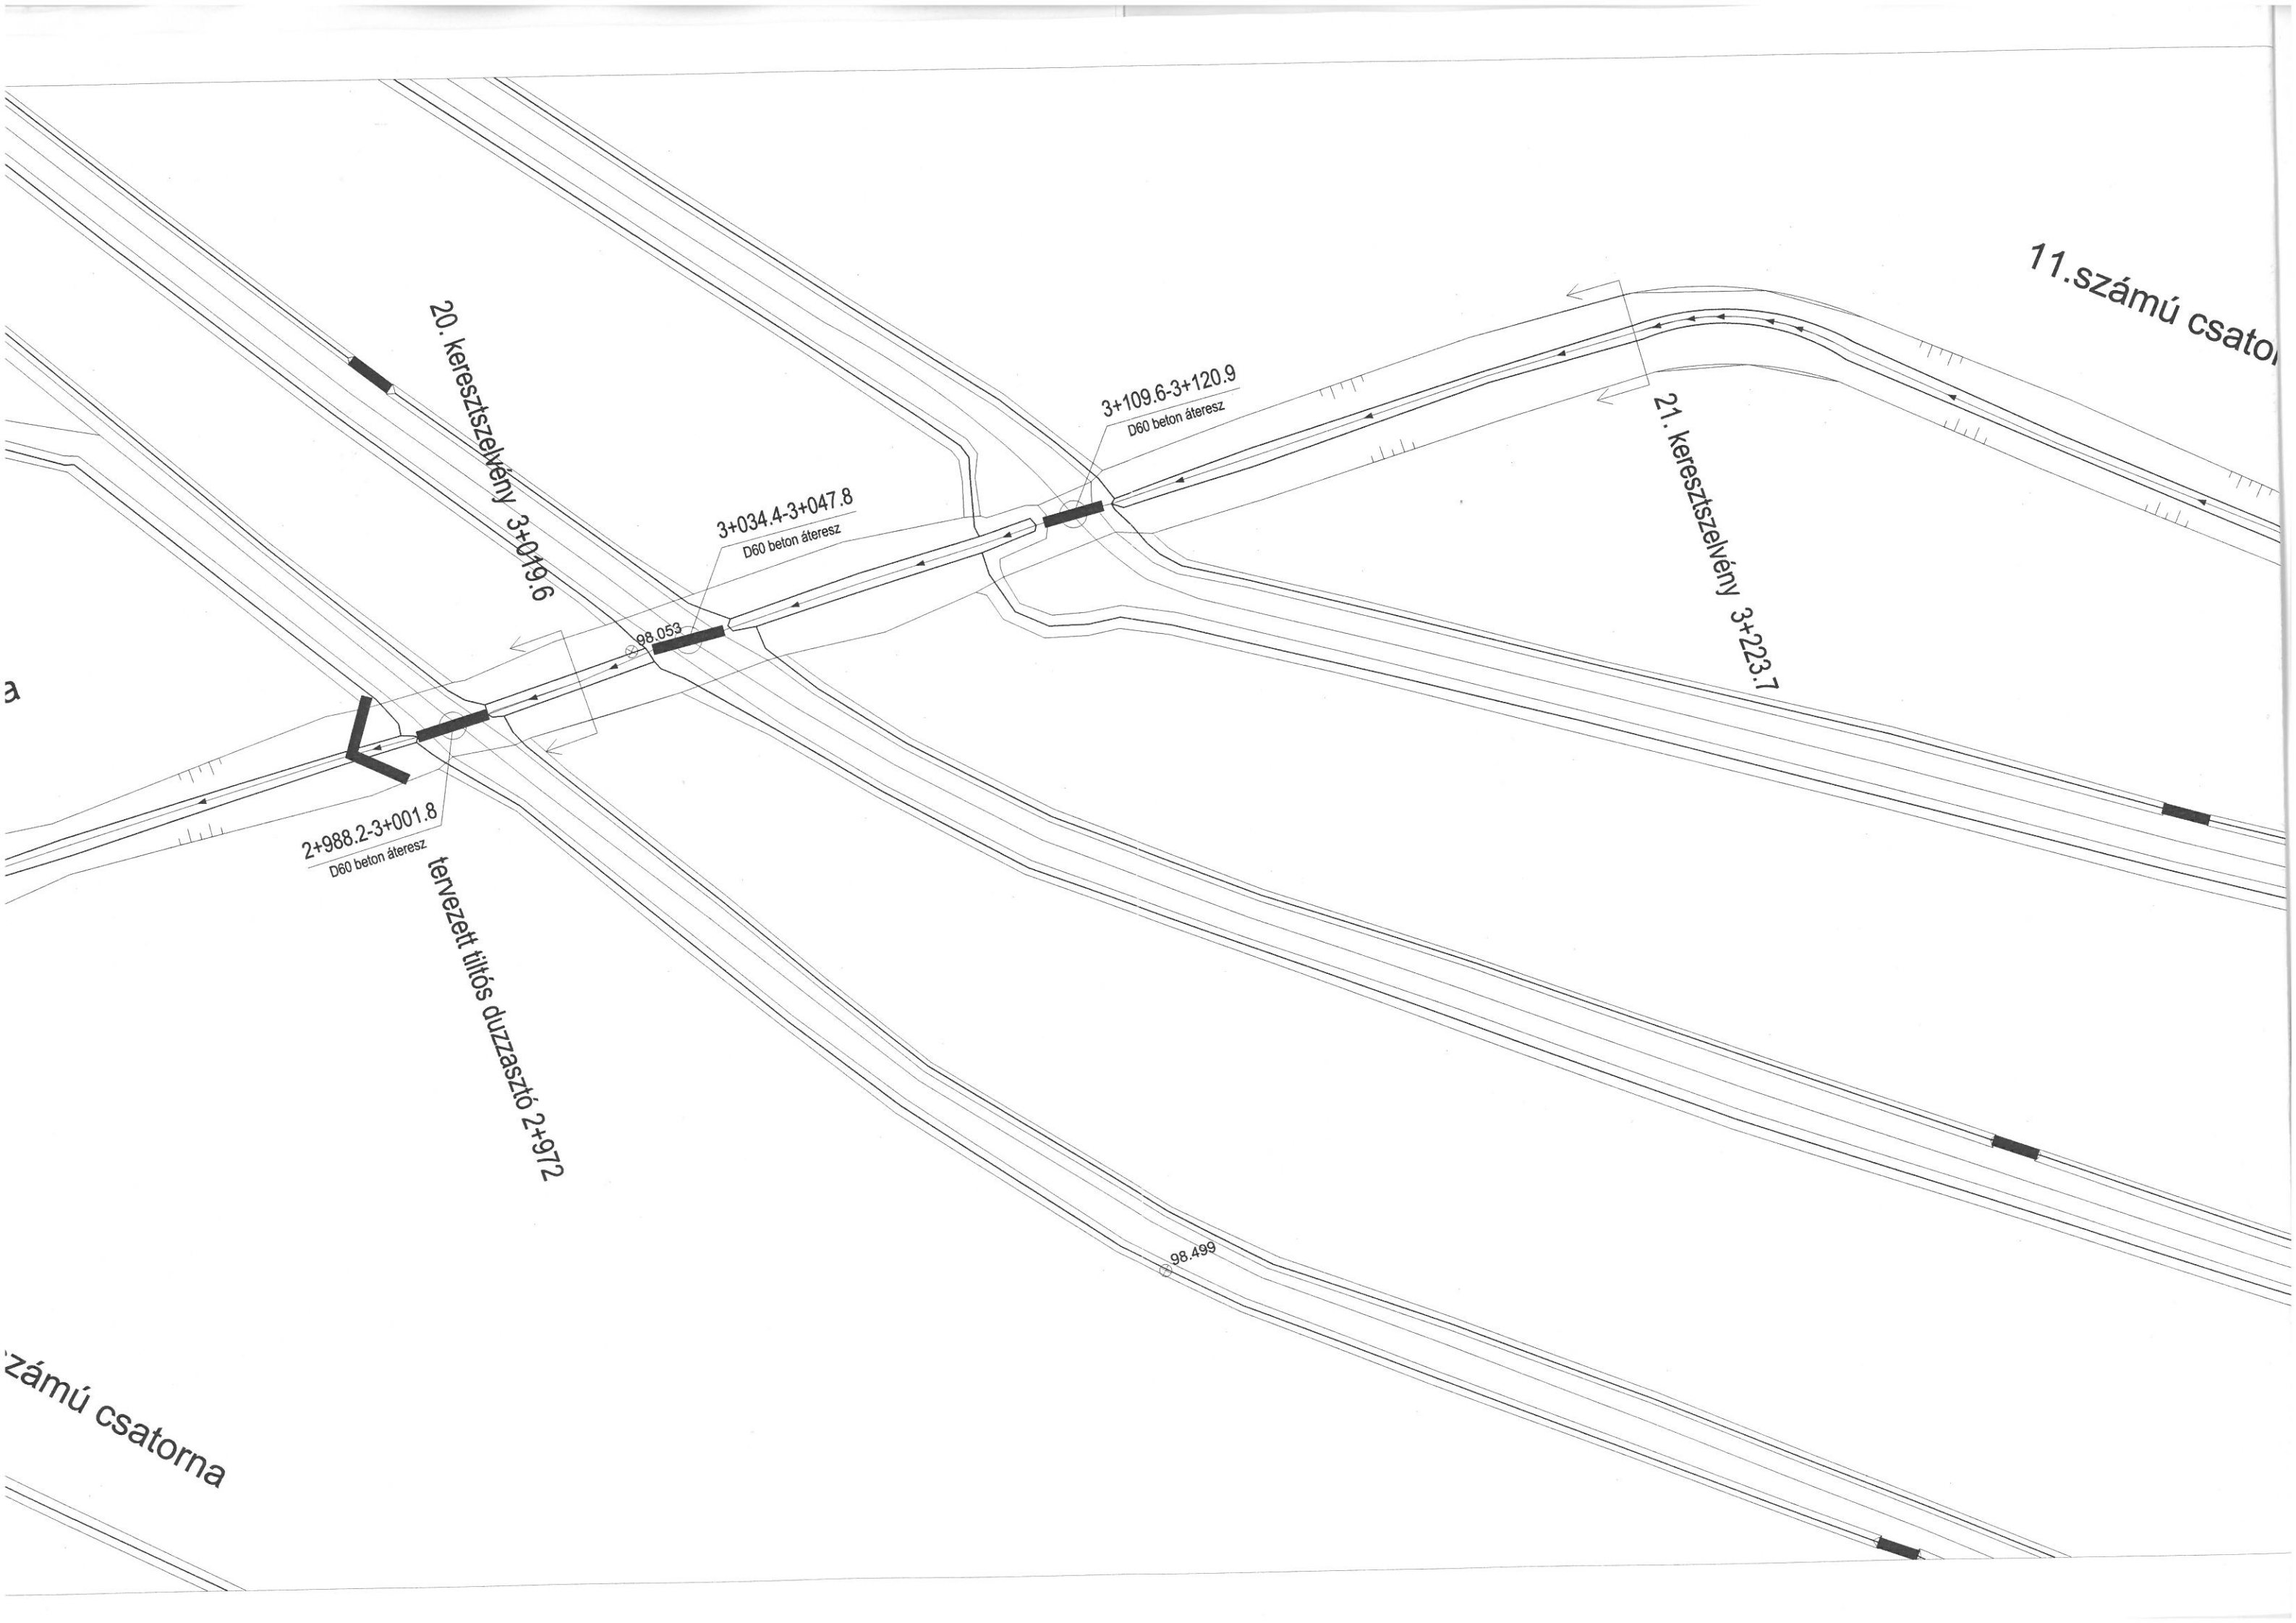 11.számú csato
3+109.6-3+120.9
D60 beton áteresz
20. keresztszelvény 3+019.6
21. keresztszelvény 3+223.7
3+034.4-3+047.8
D60 beton áteresz
98.053
a
2+988.2-3+001.8
D60 beton áteresz
tervezett tiltós duzzasztó 2+972
98.499
zámú csatorna